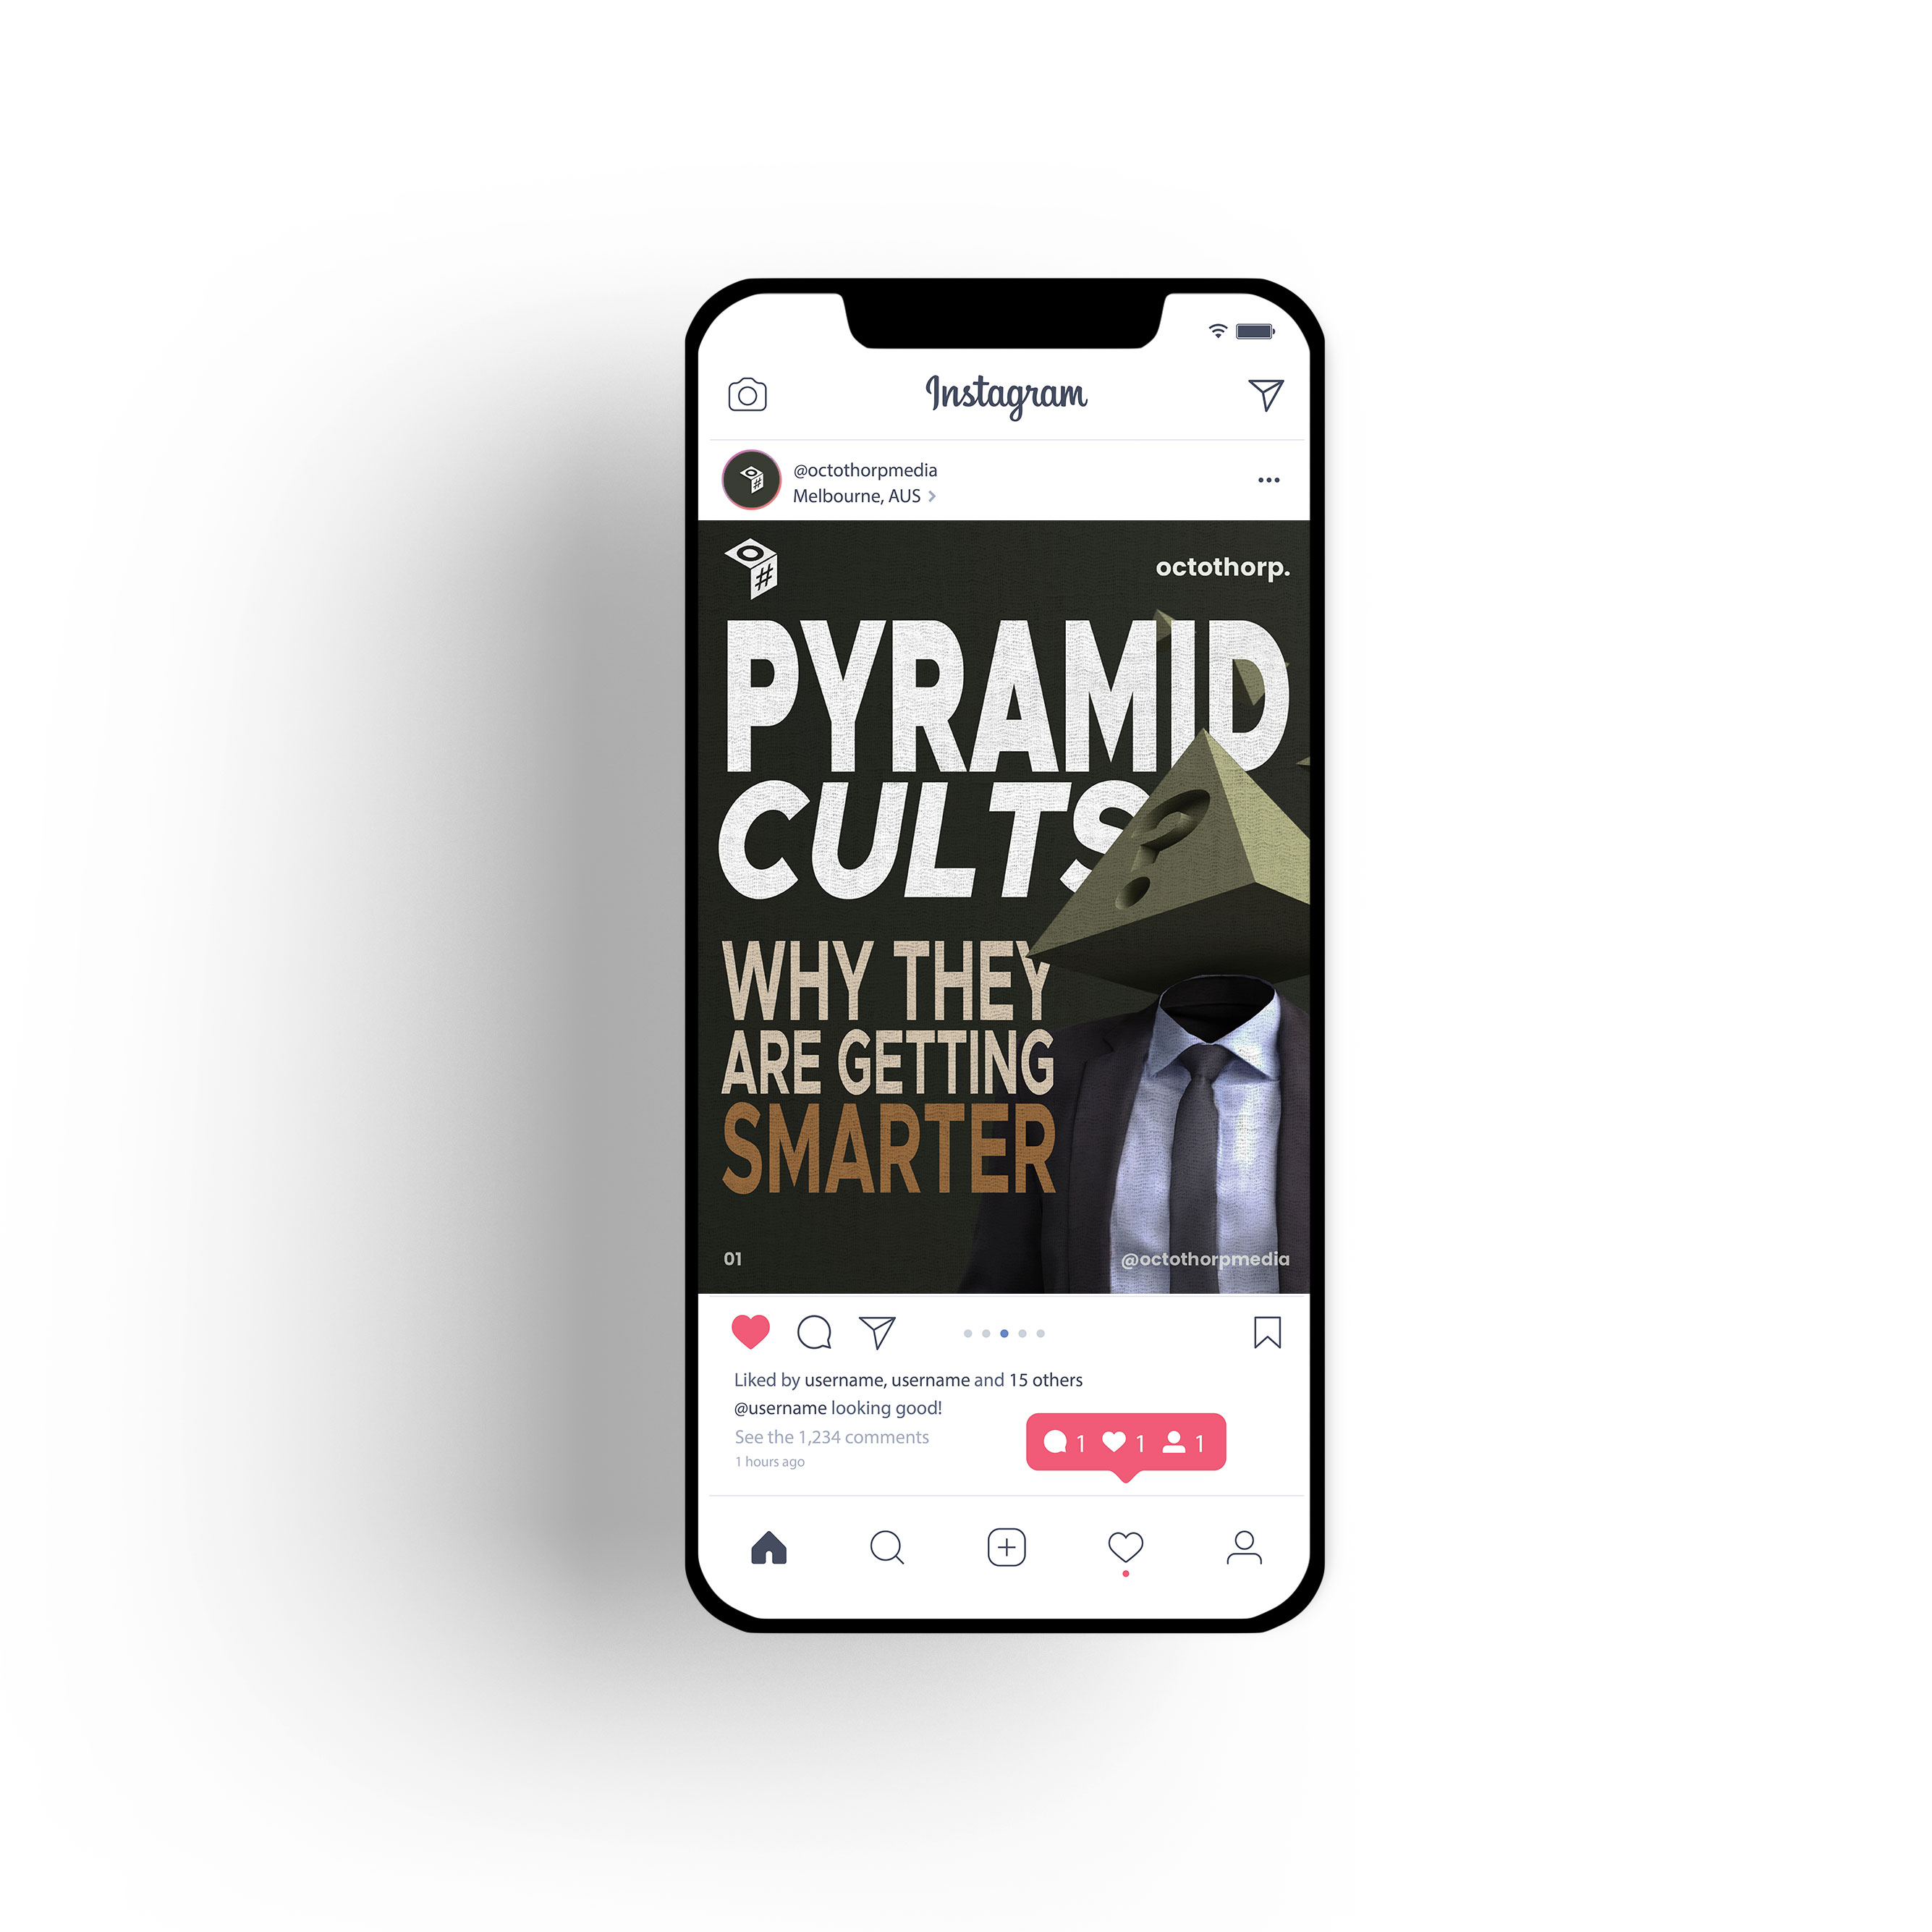 Instagram
@octothorpmedia
Melbourne, AUS
#
octothorp.
PYRAMID
CULTS
?
WHY THEY
ARE GETTING
SMARTER
01
@octothorpmedia
Liked by username, username and 15 others
@username looking good!
See the 1,234 comments
1 hours ago
1 1 1